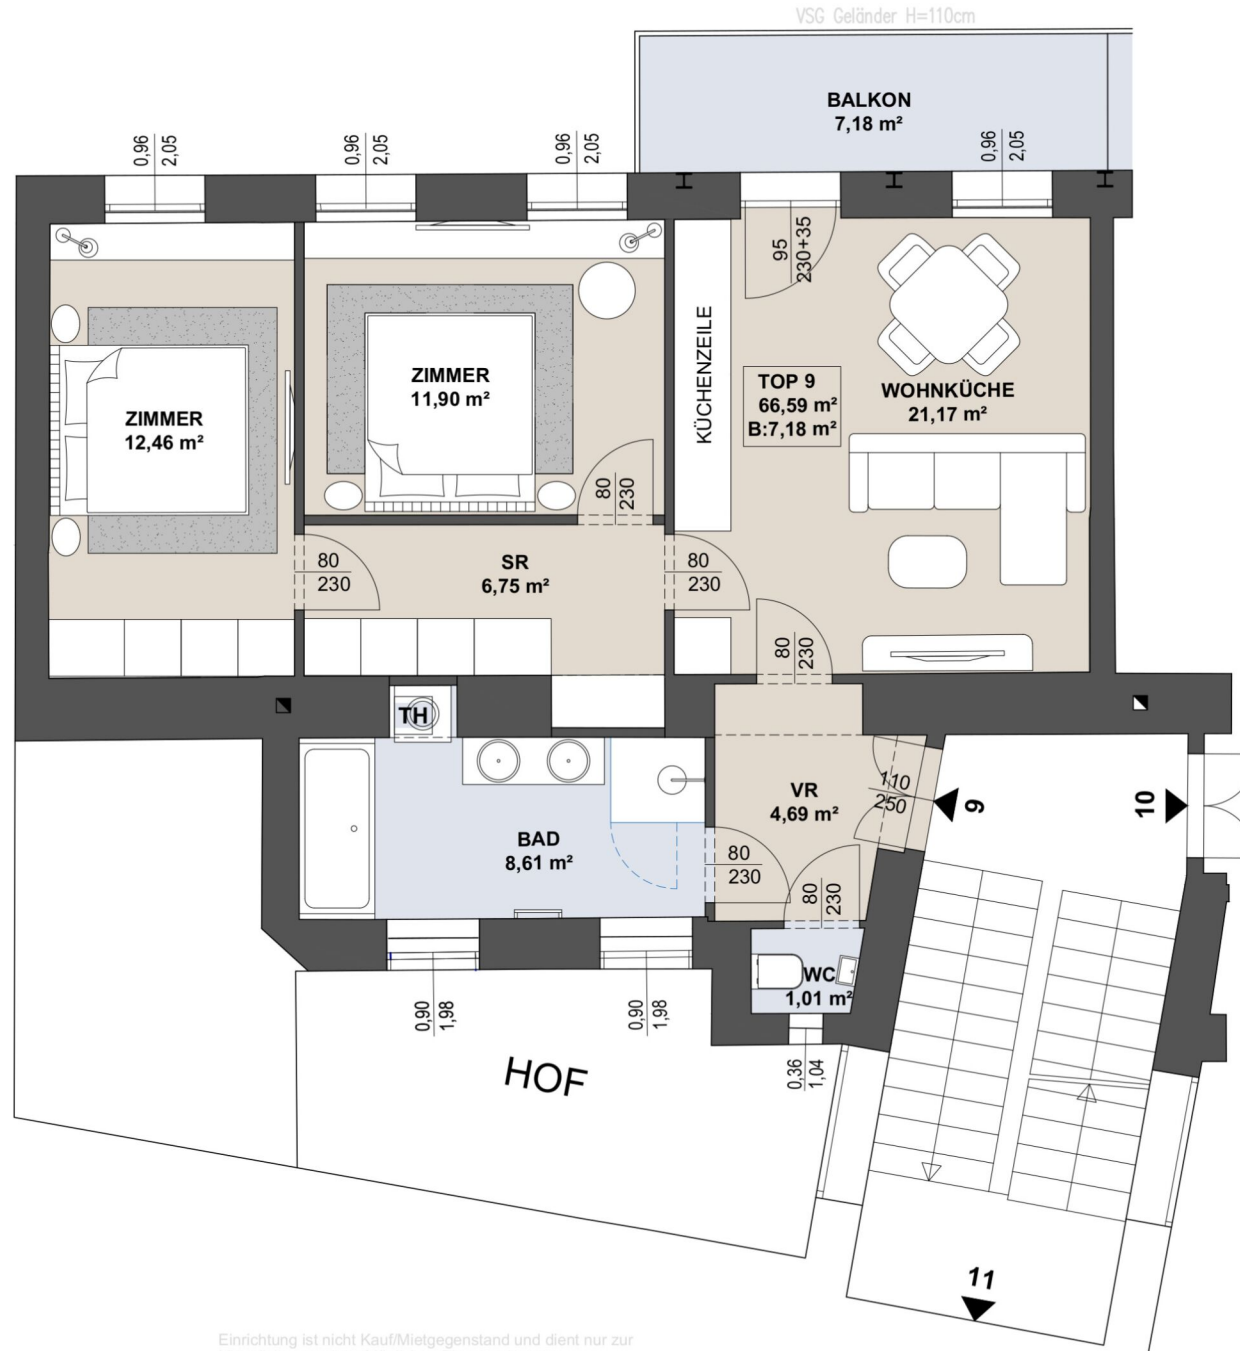 VSG Geländer H=110cm
BALKON
7,18 m²
0,96
2,05
0,96
2,05
0,96
2,05
0,96
2,05
95
230+35
KÜCHENZEILE
ZIMMER
11,90 m²
TOP 9
66,59 m²
B:7,18 m²
WOHNKÜCHE
21,17 m²
ZIMMER
12,46 m²
80
230
80
230
SR
6,75 m²
80
230
80
230
TH
VR
4,69 m²
110
250
9
10
BAD
8,61 m²
80
230
80
230
WC
1,01 m²
0,90
1,98
0,90
1,98
0,36
1,04
HOF
11
Einrichtung ist nicht Kauf/Mietgegenstand und dient nur zur